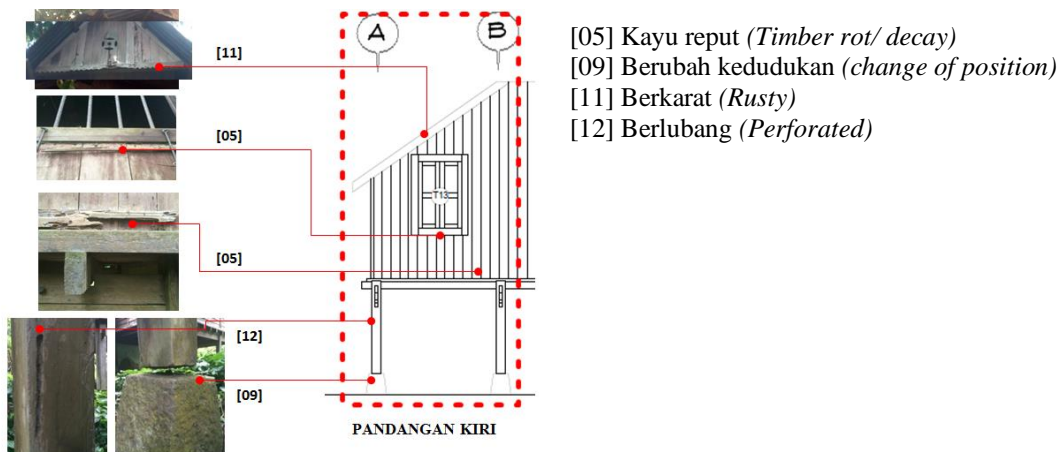 A
B
[05] Kayu reput (Timber rot/ decay)
[09] Berubah kedudukan (change of position)
[11] Berkarat (Rusty)
[12] Berlubang (Perforated)
[11]
[05]
T13
[05]
[12]
[09]
PANDANGAN KIRI